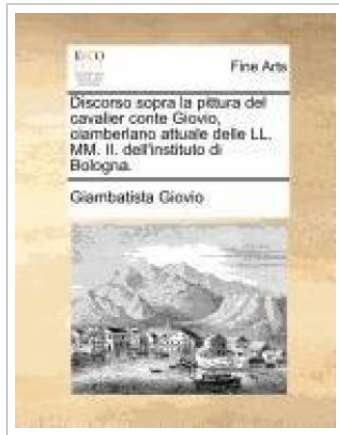 ECCO
Fine Arts
Discorso sopra la pittura del
cavalier conte Giovio,
ciamberlano attuale delle LL.
MM. II. dell'instituto di
Bologna.
Giambatista Giovio